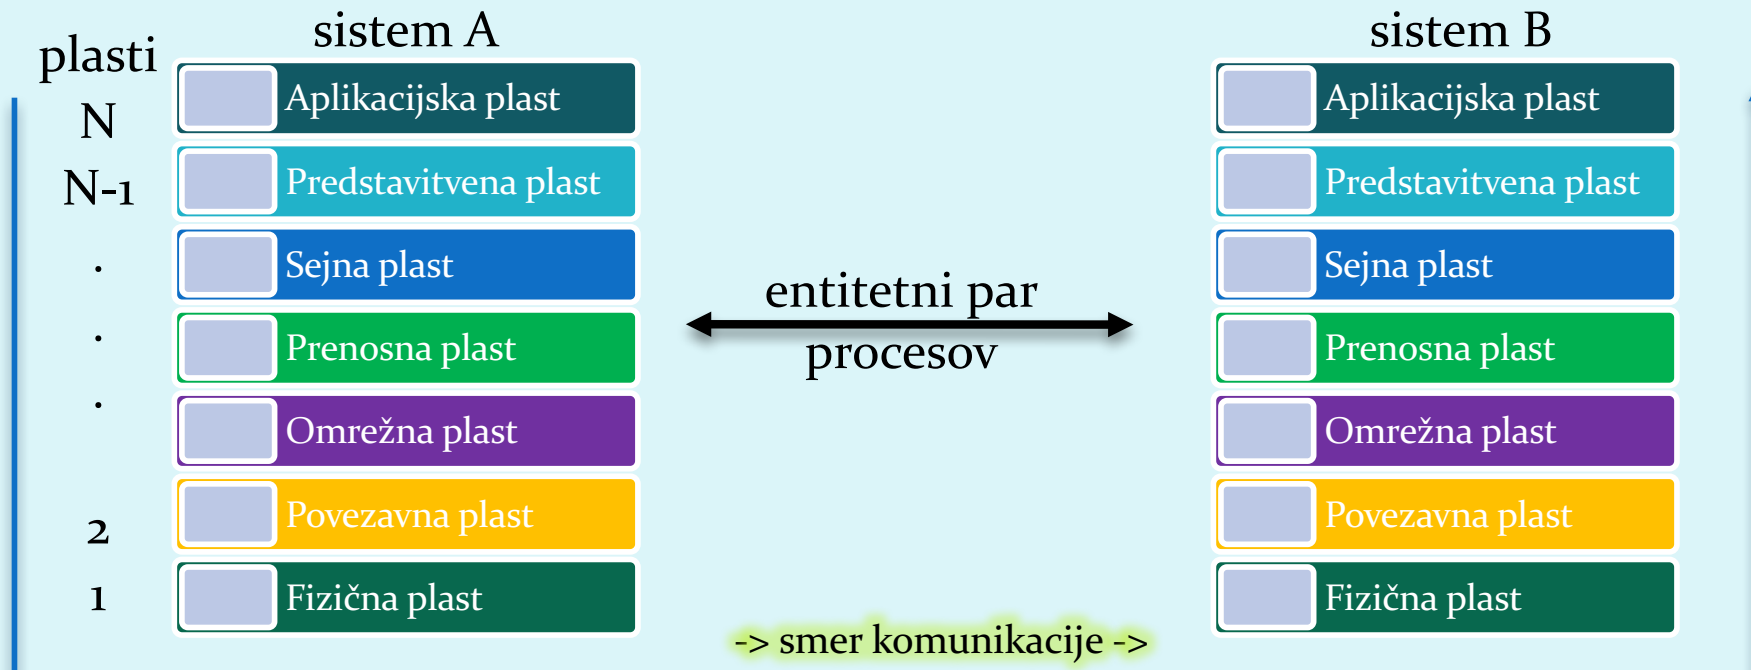 sistem A
plasti
N
N-1
.
.
.
2
1
Aplikacijska plast
Predstavitvena plast
Sejna plast
Prenosna plast
Omrežna plast
Povezavna plast
Fizična plast
entitetni par
procesov
-> smer komunikacije ->
sistem B
Aplikacijska plast
Predstavitvena plast
Sejna plast
Prenosna plast
Omrežna plast
Povezavna plast
Fizična plast